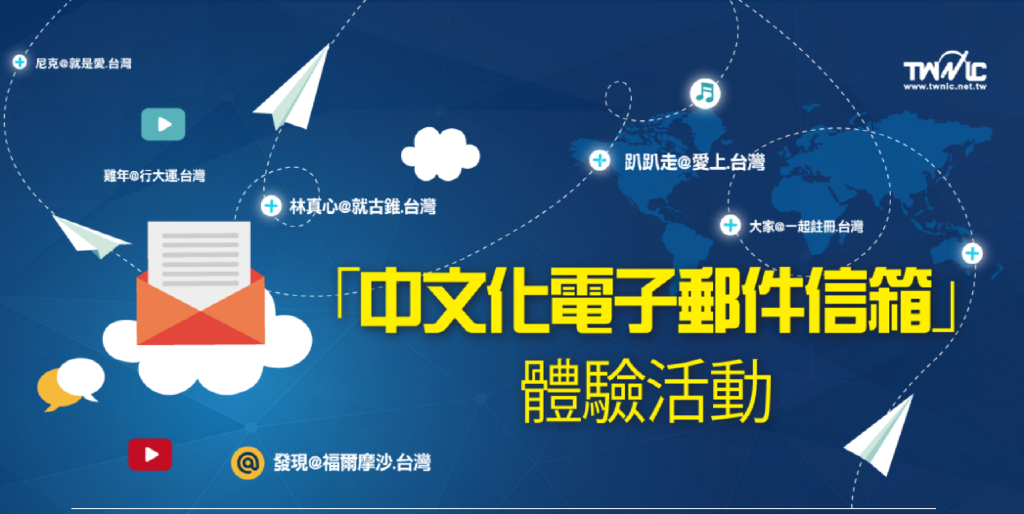 尼克@就是愛.台灣
TWNIC
www.twnic.net.tw
雞年@行大運.台灣
趴趴走@愛上.台灣
林真心@就古錐.台灣
大家@一起註冊.台灣
「中文化電子郵件信箱」
體驗活動
@
發現@福爾摩沙.台灣